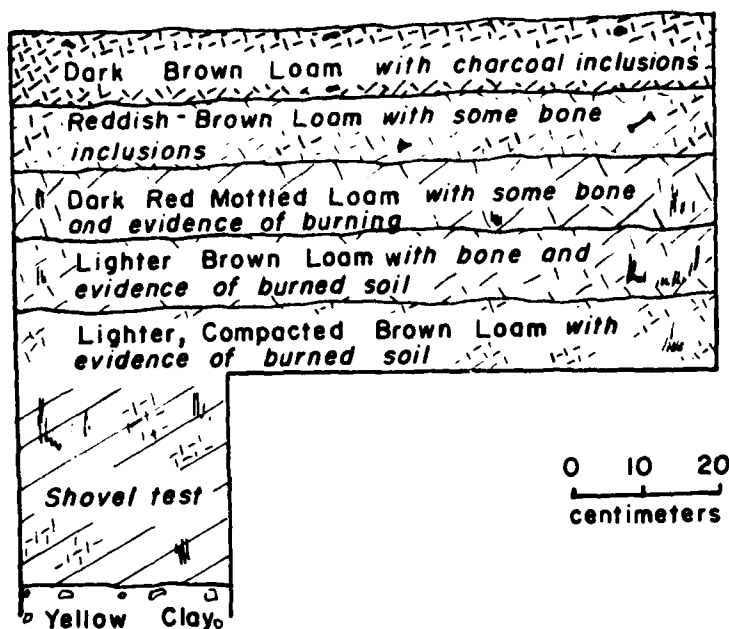 Dark Brown Loam with charcoal inclusions
Reddish-Brown Loam with some bone
inclusions
Dark Red Mottled Loam with some bone
and evidence of burning
Lighter Brown Loam with bone and
evidence of burned soil
Lighter, Compacted Brown Loam with
evidence of burned soil
Shovel test
0 10 20
centimeters
Yellow Clay